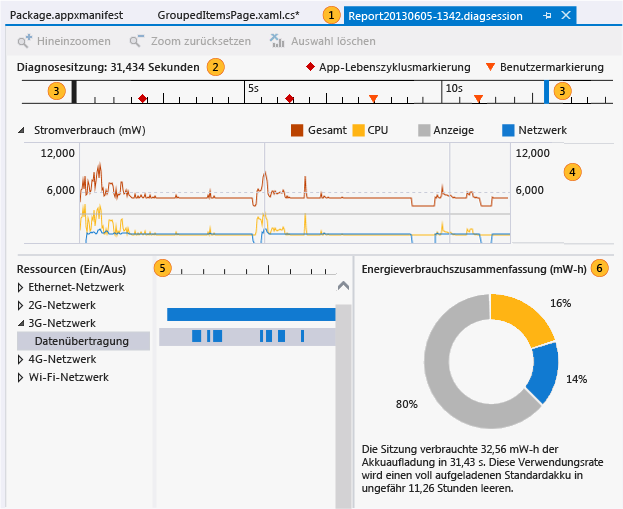 Package.appxmanifest GroupedItemsPage.xaml.cs* 1 Report20130605-1342.diagsession
Hineinzoomen Zoom zurücksetzen Auswahl löschen
Diagnosesitzung: 31,434 Sekunden 2 App-Lebenszyklusmarkierung Benutzermarkierung
3 5s 10s 3
Stromverbrauch (mW) Gesamt CPU Anzeige Netzwerk
12,000 12,000
6,000 6,000 4
Ressourcen (Ein/Aus) 5
Ethernet-Netzwerk
2G-Netzwerk
3G-Netzwerk
Datenübertragung
4G-Netzwerk
Wi-Fi-Netzwerk
Energieverbrauchszusammenfassung (mW-h) 6
16%
14%
80%
Die Sitzung verbrauchte 32,56 mW-h der
Akkuaufladung in 31,43 s. Diese Verwendungsrate
wird einen voll aufgeladenen Standardakku in
ungefähr 11,26 Stunden leeren.